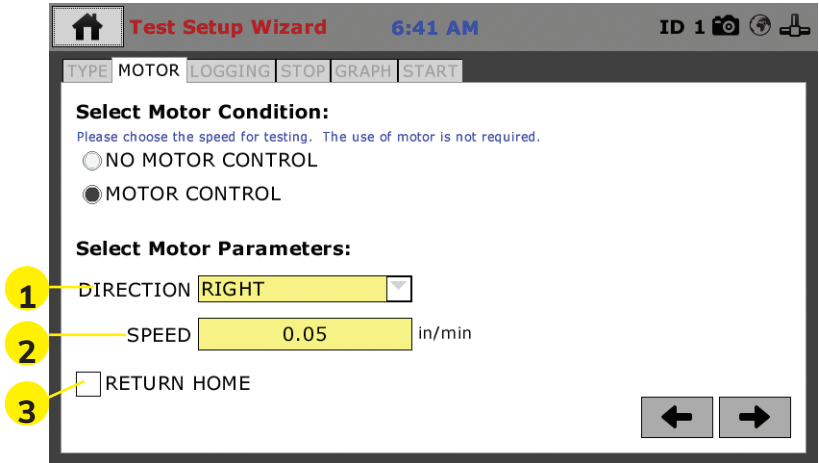 Test Setup Wizard 6:41 AM ID 1
TYPE MOTOR LOGGING STOP GRAPH START
Select Motor Condition:
Please choose the speed for testing. The use of motor is not required.
NO MOTOR CONTROL
MOTOR CONTROL
Select Motor Parameters:
1 DIRECTION RIGHT
2 SPEED 0.05 in/min
3 RETURN HOME